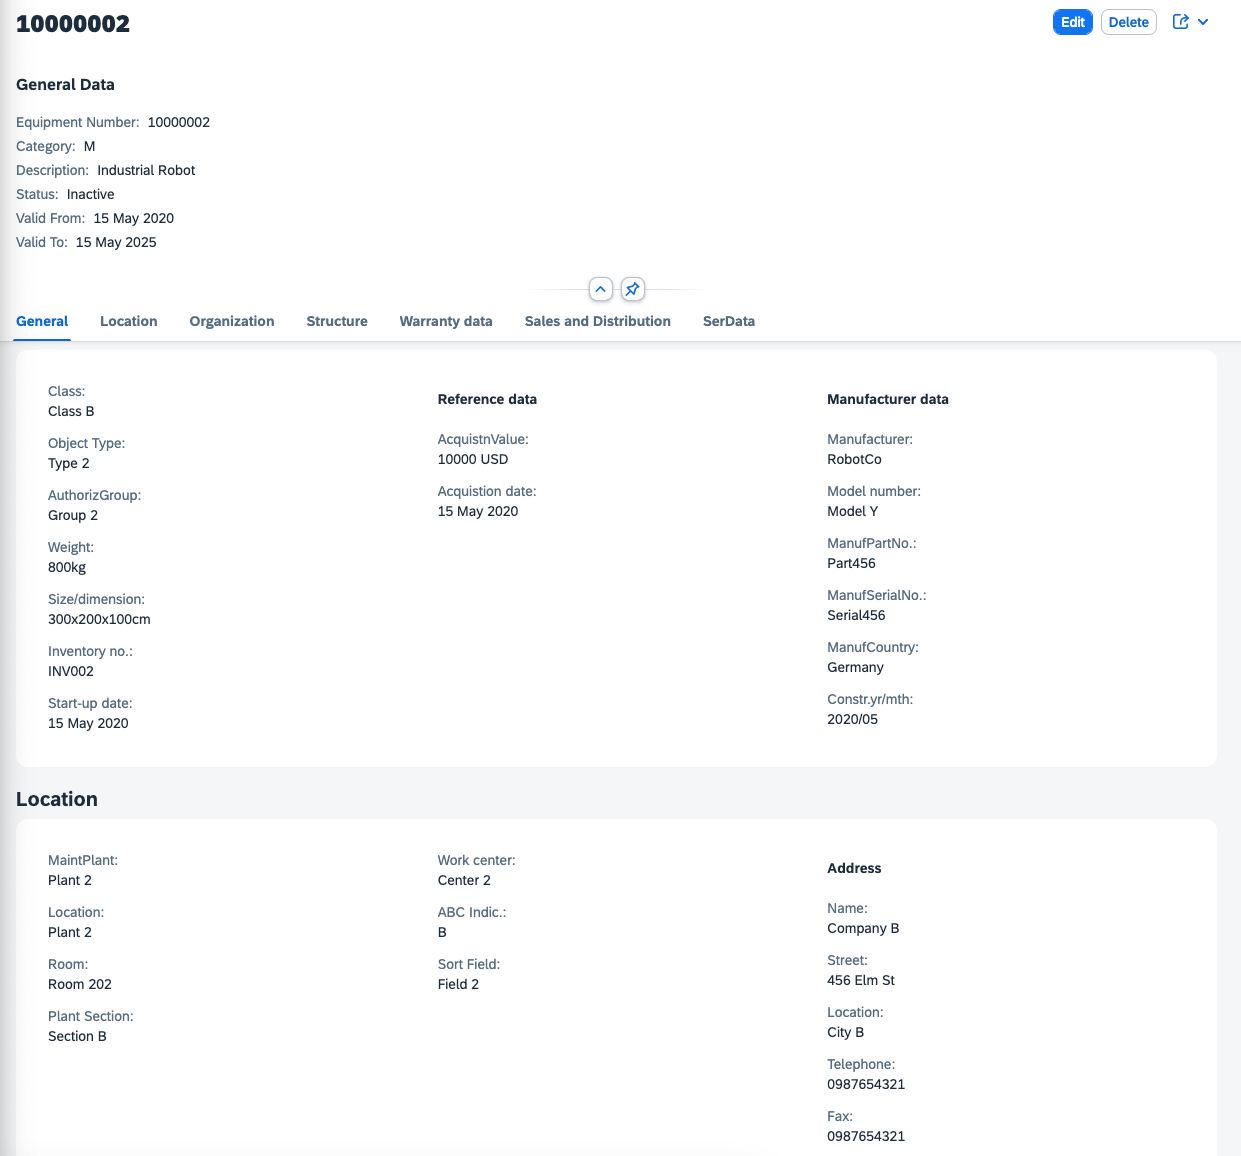 10000002
Edit
Delete
General Data
Equipment Number: 10000002
Category: M
Description: Industrial Robot
Status: Inactive
Valid From: 15 May 2020
Valid To: 15 May 2025
General
Location
Organization
Structure
Warranty data
Sales and Distribution
SerData
Class:
Class B
Object Type:
Type 2
AuthorizGroup:
Group 2
Weight:
800kg
Size/dimension:
300x200x100cm
Inventory no.:
INV002
Start-up date:
15 May 2020
Reference data
AcquistnValue:
10000 USD
Acquistion date:
15 May 2020
Manufacturer data
Manufacturer:
RobotCo
Model number:
Model Y
ManufPartNo.:
Part456
ManufSerialNo.:
Serial456
ManufCountry:
Germany
Constr.yr/mth:
2020/05
Location
MaintPlant:
Plant 2
Location:
Plant 2
Room:
Room 202
Plant Section:
Section B
Work center:
Center 2
ABC Indic.:
B
Sort Field:
Field 2
Address
Name:
Company B
Street:
456 Elm St
Location:
City B
Telephone:
0987654321
Fax:
0987654321